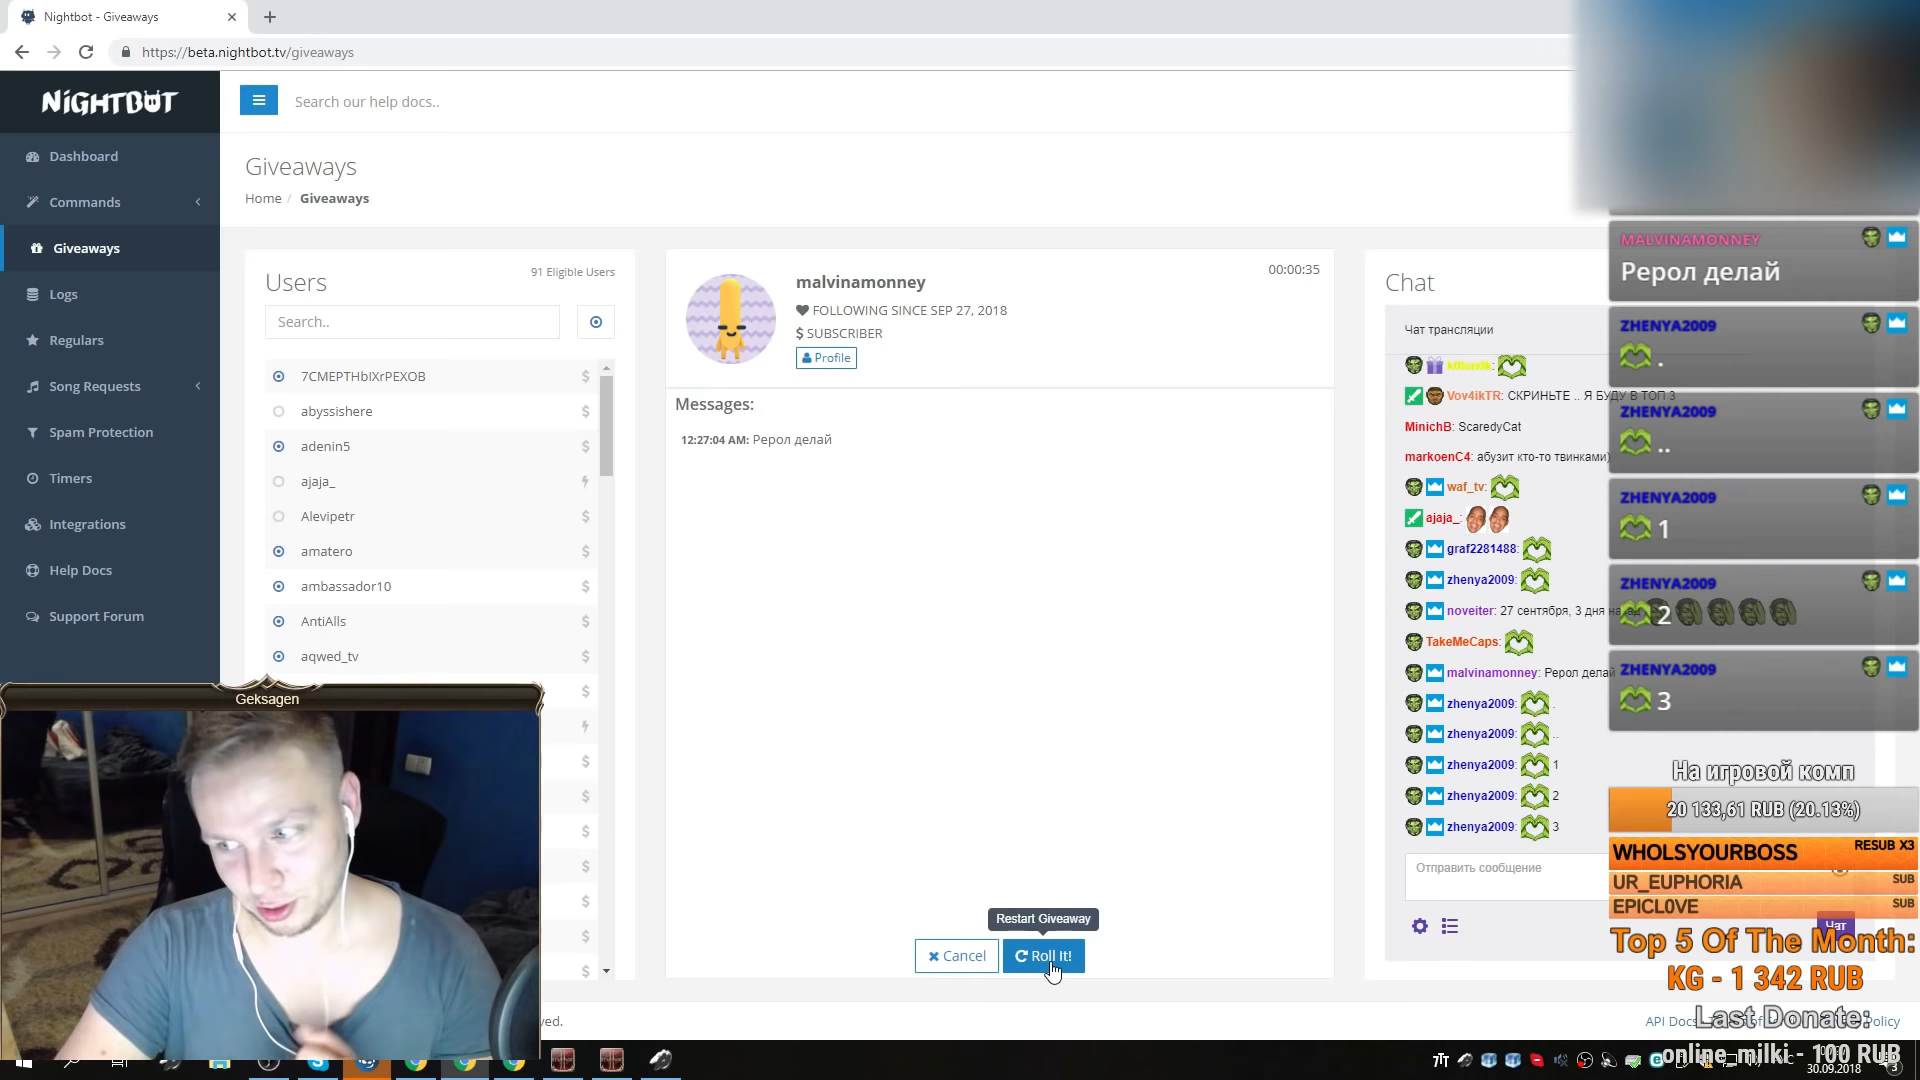 Nightbot - Giveaways
https://beta.nightbot.tv/giveaways
NiGHTBOT
Search our help docs..
Dashboard
Commands
Giveaways
Logs
Regulars
Song Requests
Spam Protection
Timers
Integrations
Help Docs
Support Forum
Giveaways
Home / Giveaways
Users
91 Eligible Users
Search..
7CMEPTHbIXrPEXOB
abyssishere
adenin5
ajaja_
Alevipetr
amatero
ambassador10
AntiAlls
aqwed_tv
Geksagen
malvinamonney
00:00:35
FOLLOWING SINCE SEP 27, 2018
$ SUBSCRIBER
Profile
Messages:
12:27:04 AM: Рерол делай
Restart Giveaway
Cancel
Roll It!
Chat
Чат трансляции
Vov4ikTR: СКРИНЬТЕ .. Я БУДУ В ТОП 3
MinichB: ScaredyCat
markoenC4: абузит кто-то твинками)
waf_tv:
ajaja_:
graf2281488:
zhenya2009:
noveiter: 27 сентября, 3 дня назад
TakeMeCaps:
malvinamonney: Рерол делай
zhenya2009: .
zhenya2009: ..
zhenya2009: 1
zhenya2009: 2
zhenya2009: 3
Отправить сообщение
Чат
MALVINAMONNEY
Рерол делай
ZHENYA2009
.
ZHENYA2009
..
ZHENYA2009
1
ZHENYA2009
2
ZHENYA2009
3
На игровой комп
20 133,61 RUB (20.13%)
WHOLSYOURBOSS RESUB X3
UR_EUPHORIA SUB
EPICL0VE SUB
Top 5 Of The Month:
KG - 1 342 RUB
Last Donate:
online_milki - 100 RUB
ved.
API Docs
Policy
30.09.2018
3